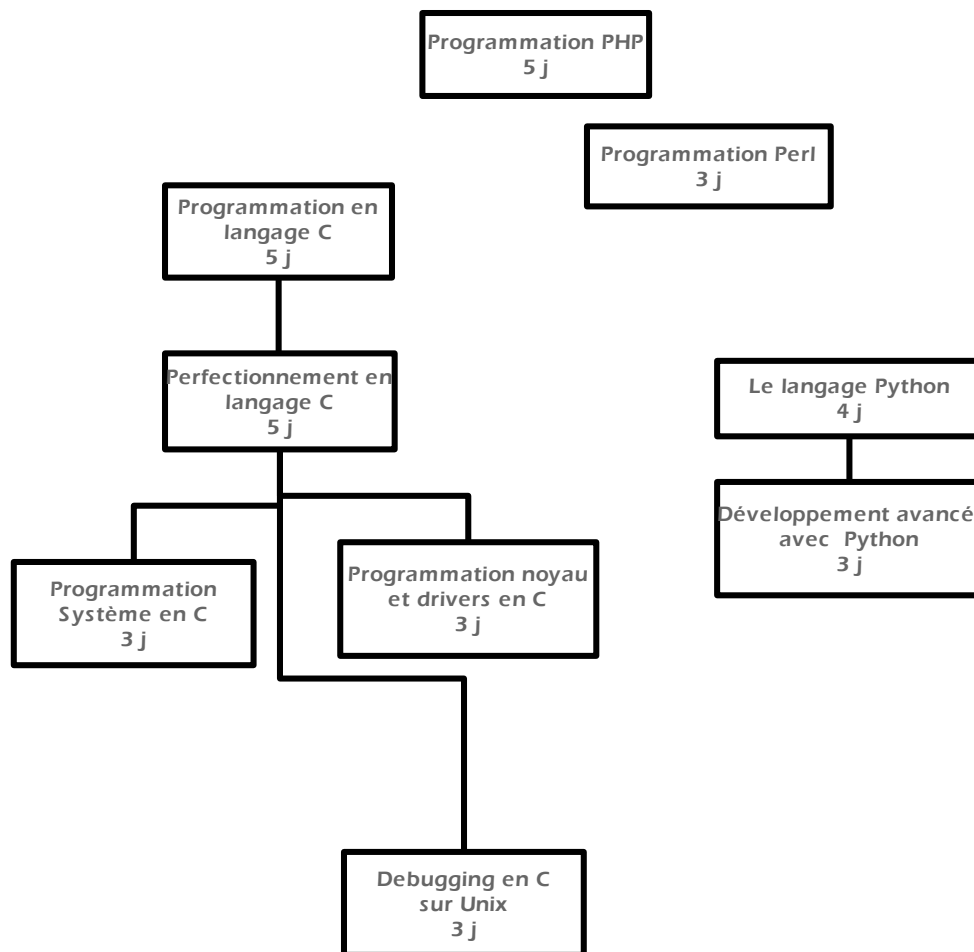 Programmation PHP
5 j
Programmation Perl
3 j
Programmation en
langage C
5 j
Perfectionnement en
langage C
5 j
Le langage Python
4 j
Développement avancé
avec  Python
3 j
Programmation
Système en C
3 j
Programmation noyau
et drivers en C
3 j
Debugging en C
sur Unix
3 j